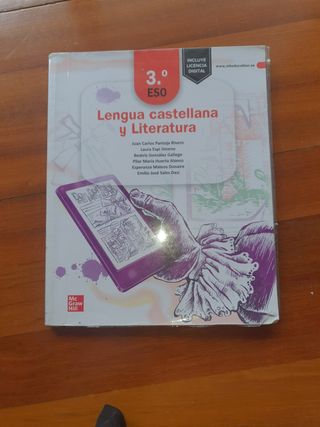 3.º
ESO
INCLUYE
LICENCIA
DIGITAL
www.mheducation.es
Lengua castellana
y Literatura
Juan Carlos Pantoja Rivero
Laura Espí Jimeno
Beatriz González Gallego
Pilar María Huerta Alonso
Esperanza Mateos Donaire
Emilio José Sales Dasí
Mc
Graw
Hill